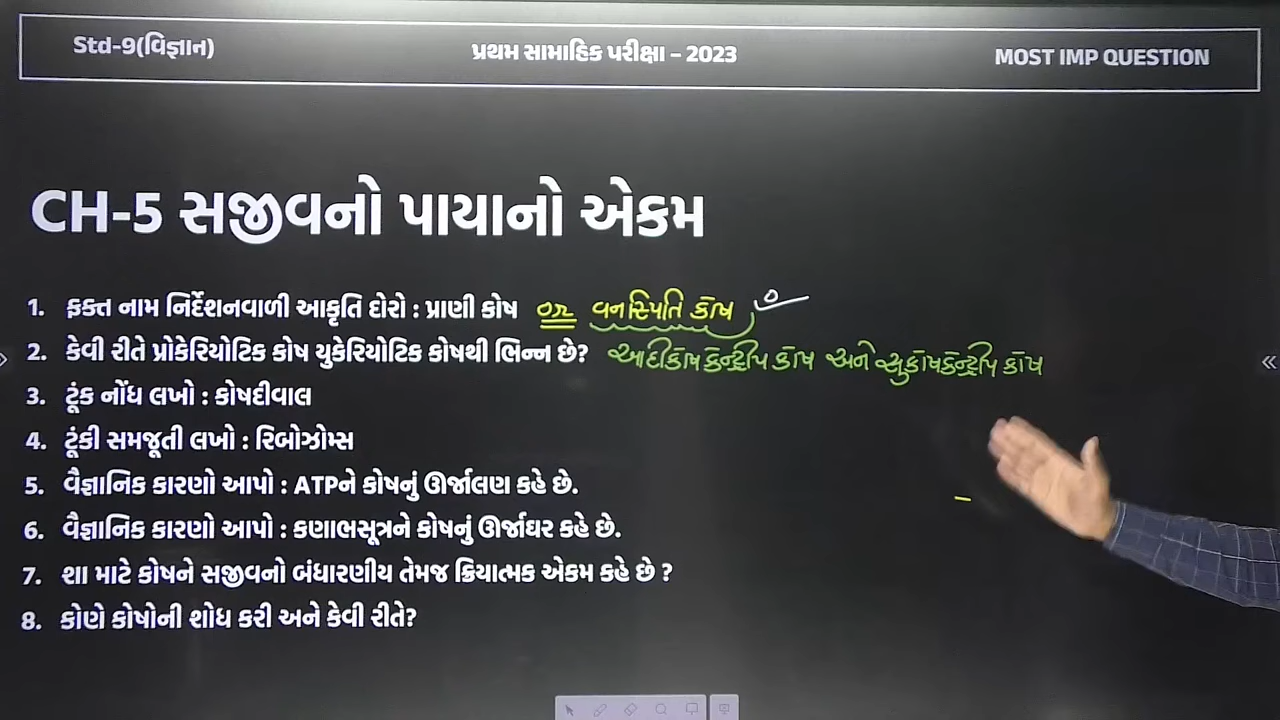 Std-9(વિજ્ઞાન) પ્રથમ સામાહિક પરીક્ષા – 2023 MOST IMP QUESTION
CH-5 સજીવનો પાયાનો એકમ
1. ફક્ત નામ નિર્દેશનવાળી આકૃતિ દોરો : પ્રાણી કોષ or વનસ્પિતિ કોષ
2. કેવી રીતે પ્રોકેરિયોટિક કોષ યુકેરિયોટિક કોષથી ભિન્ન છે? આદીકોષકેન્દ્રીય કોષ અને સુકોષકેન્દ્રીય કોષ
3. ટૂંક નોંધ લખો : કોષદીવાલ
4. ટૂંકી સમજૂતી લખો : રિબોઝોમ્સ
5. વૈજ્ઞાનિક કારણો આપો : ATPને કોષનું ઊર્જાલણ કહે છે.
6. વૈજ્ઞાનિક કારણો આપો : કણાભસૂત્રને કોષનું ઊર્જાઘર કહે છે.
7. શા માટે કોષને સજીવનો બંધારણીય તેમજ ક્રિયાત્મક એકમ કહે છે ?
8. કોણે કોષોની શોધ કરી અને કેવી રીતે?